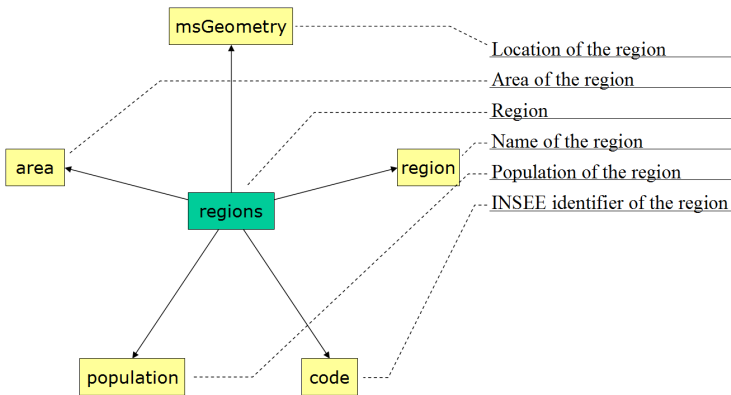 msGeometry
Location of the region
Area of the region
Region
area
region
Name of the region
Population of the region
regions
INSEE identifier of the region
population
code